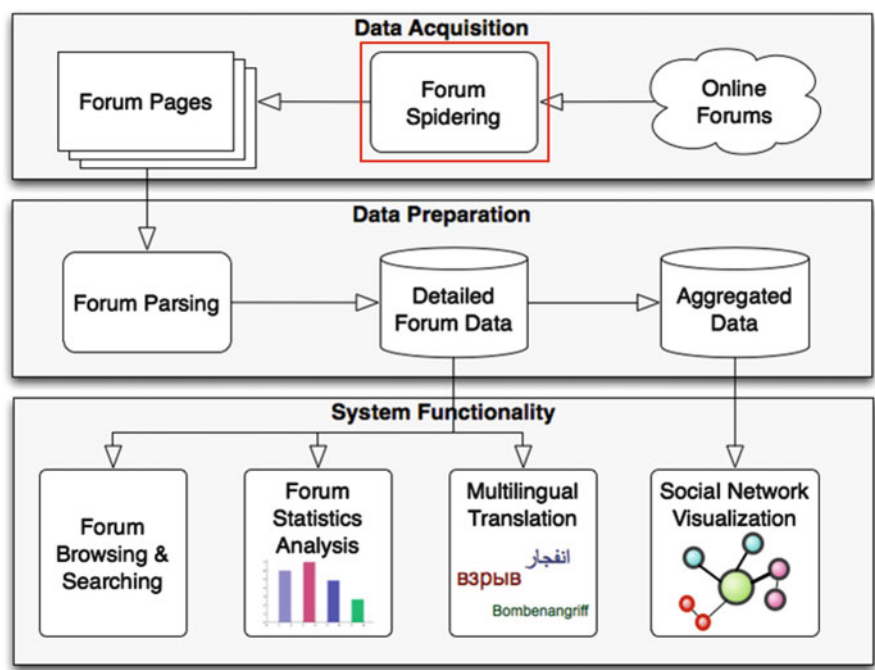 Data Acquisition
Forum Pages
Forum
Spidering
Online
Forums
Data Preparation
Forum Parsing
Detailed
Forum Data
Aggregated
Data
System Functionality
Forum
Browsing &
Searching
Forum
Statistics
Analysis
Multilingual
Translation
انفجار
взрыв
Bombenangriff
Social Network
Visualization